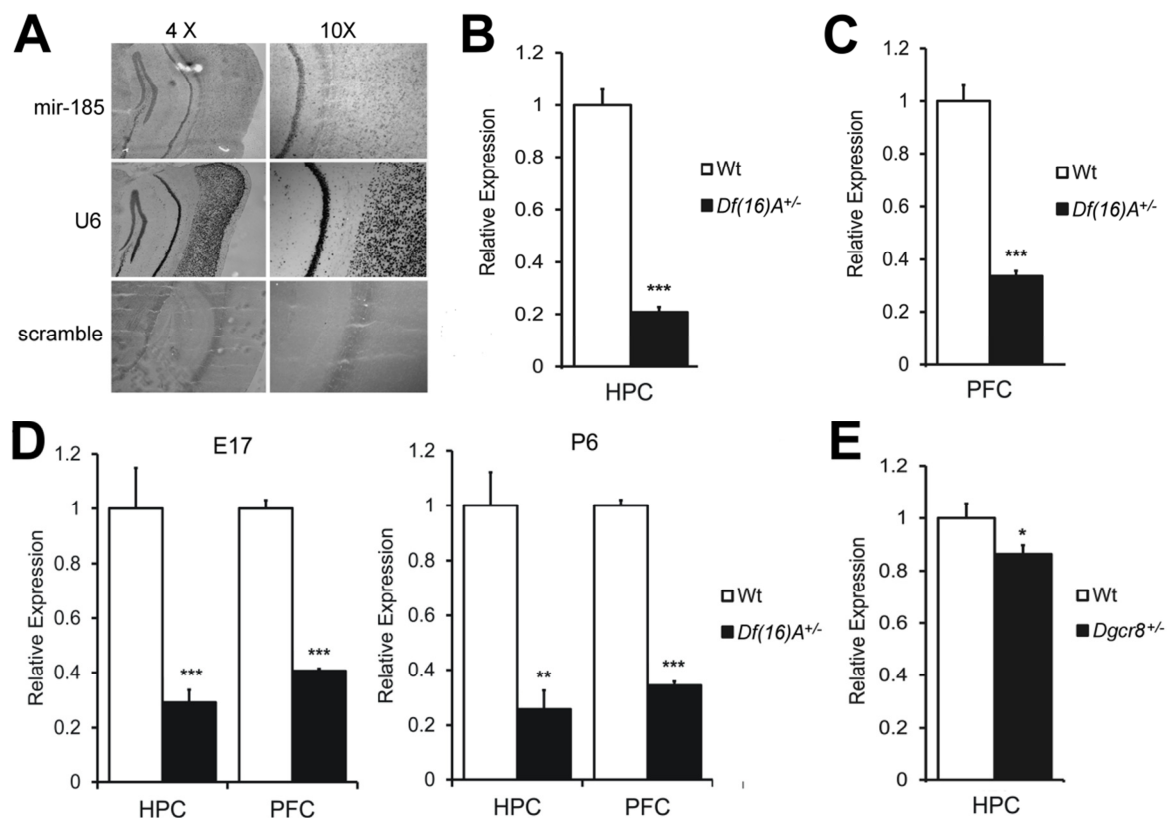 A
4 X
10X
mir-185
U6
scramble
B
Relative Expression
1.2
1
0.8
0.6
0.4
0.2
0
***
HPC
Wt
Df(16)A+/-
C
Relative Expression
1.2
1
0.8
0.6
0.4
0.2
0
***
PFC
Wt
Df(16)A+/-
D
E17
Relative Expression
1.2
1
0.8
0.6
0.4
0.2
0
***
***
HPC
PFC
P6
1.2
1
0.8
0.6
0.4
0.2
0
Relative Expression
**
***
HPC
PFC
Wt
Df(16)A+/-
E
Relative Expression
1.2
1
0.8
0.6
0.4
0.2
0
*
HPC
Wt
Dgcr8+/-